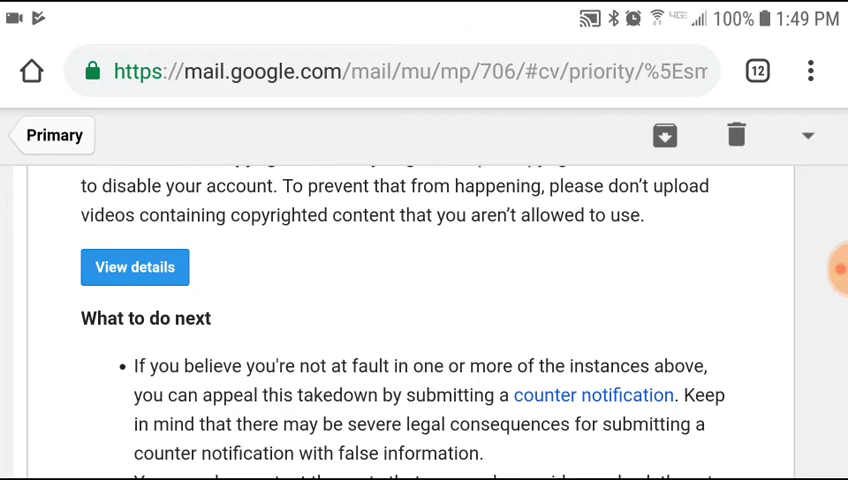 4G 100% 1:49 PM
https://mail.google.com/mail/mu/mp/706/#cv/priority/%5Esm
12
Primary
to disable your account. To prevent that from happening, please don't upload
videos containing copyrighted content that you aren't allowed to use.
View details
What to do next
• If you believe you're not at fault in one or more of the instances above,
you can appeal this takedown by submitting a counter notification. Keep
in mind that there may be severe legal consequences for submitting a
counter notification with false information.